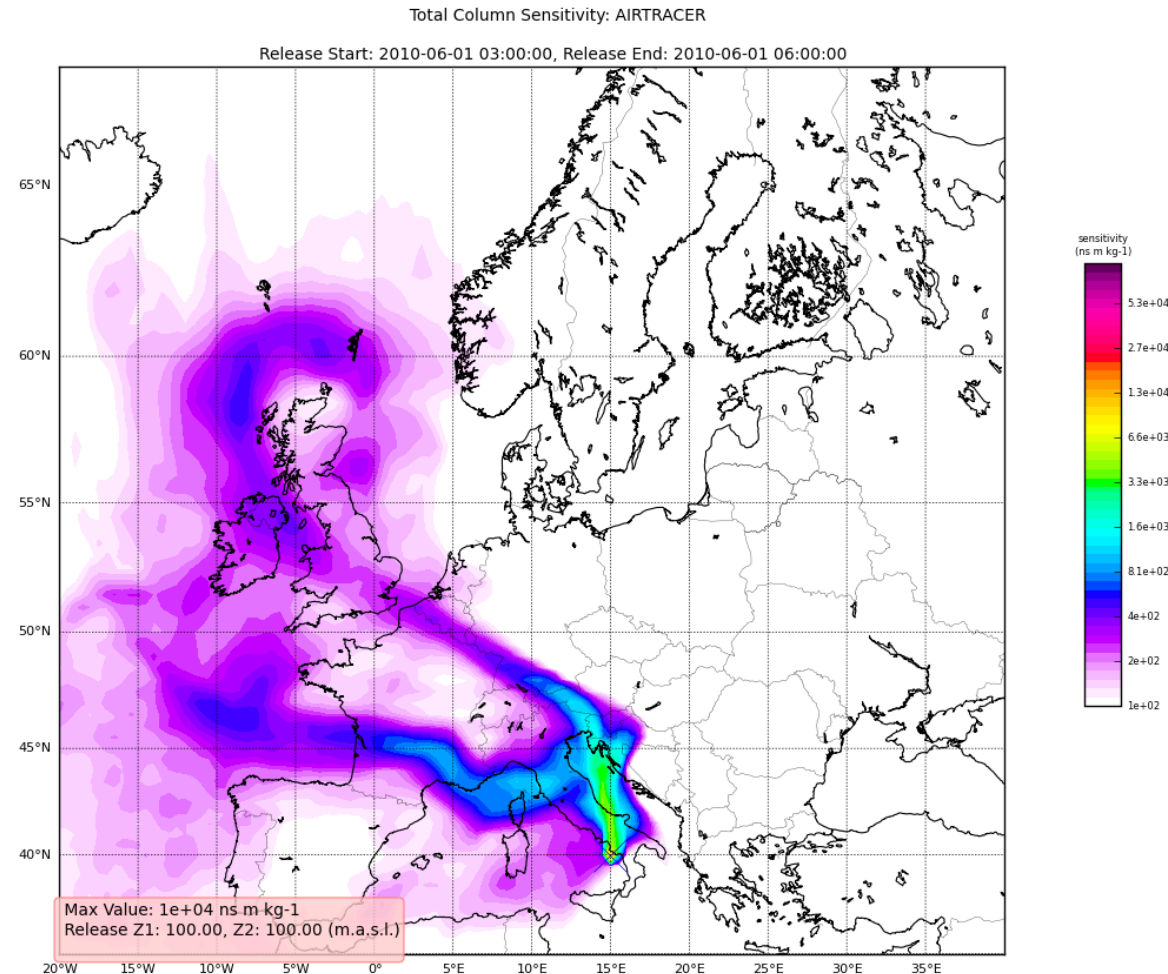 Total Column Sensitivity: AIRTRACER
Release Start: 2010-06-01 03:00:00, Release End: 2010-06-01 06:00:00
65°N
60°N
55°N
50°N
45°N
40°N
20°W
15°W
10°W
5°W
0°
5°E
10°E
15°E
20°E
25°E
30°E
35°E
Max Value: 1e+04 ns m kg-1
Release Z1: 100.00, Z2: 100.00 (m.a.s.l.)
sensitivity
(ns m kg-1)
5.3e+04
2.7e+04
1.3e+04
6.6e+03
3.3e+03
1.6e+03
8.1e+02
4e+02
2e+02
1e+02